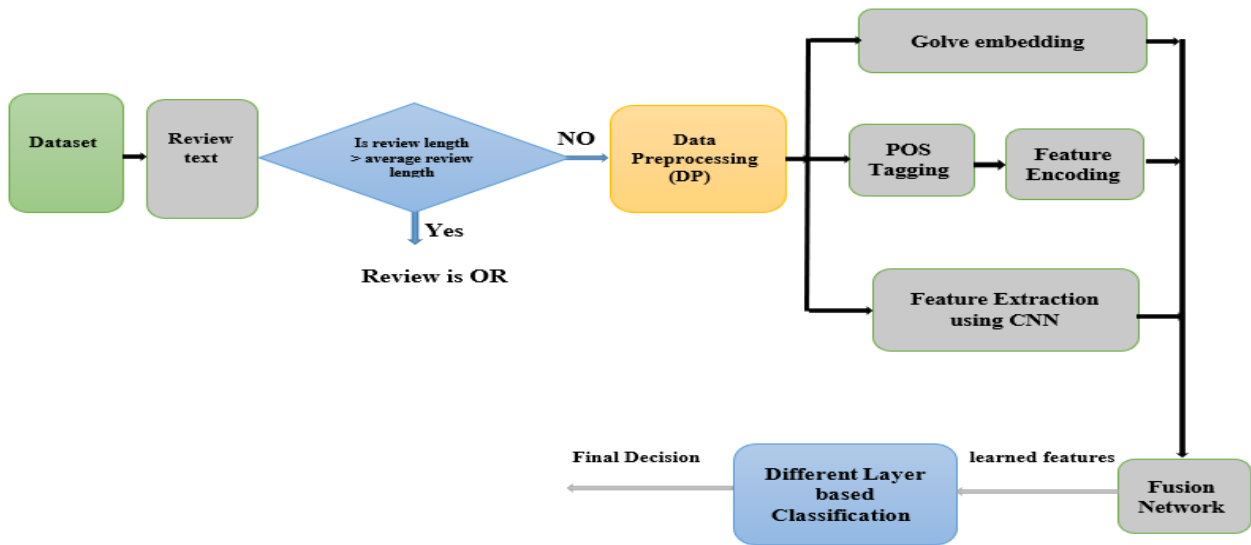 Dataset
Review
text
Is review length
> average review
length
NO
Yes
Review is OR
Data
Preprocessing
(DP)
Golve embedding
POS
Tagging
Feature
Encoding
Feature Extraction
using CNN
Fusion
Network
learned features
Different Layer
based
Classification
Final Decision